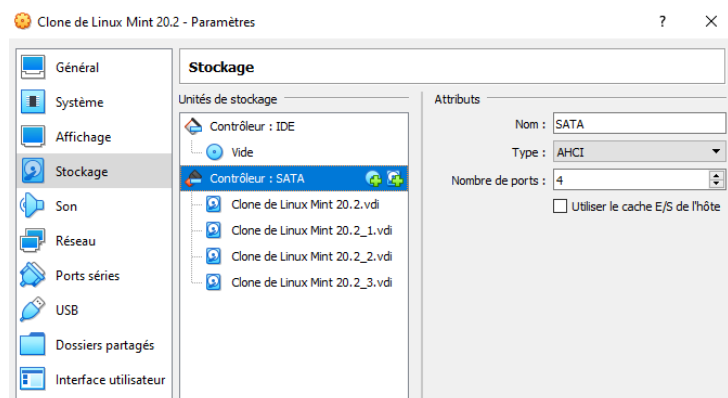 Clone de Linux Mint 20.2 - Paramètres ? ×
Général
Système
Affichage
Stockage
Son
Réseau
Ports séries
USB
Dossiers partagés
Interface utilisateur
Stockage
Unités de stockage
Contrôleur : IDE
Vide
Contrôleur : SATA
Clone de Linux Mint 20.2.vdi
Clone de Linux Mint 20.2_1.vdi
Clone de Linux Mint 20.2_2.vdi
Clone de Linux Mint 20.2_3.vdi
Attributs
Nom : SATA
Type : AHCI
Nombre de ports : 4
Utiliser le cache E/S de l'hôte